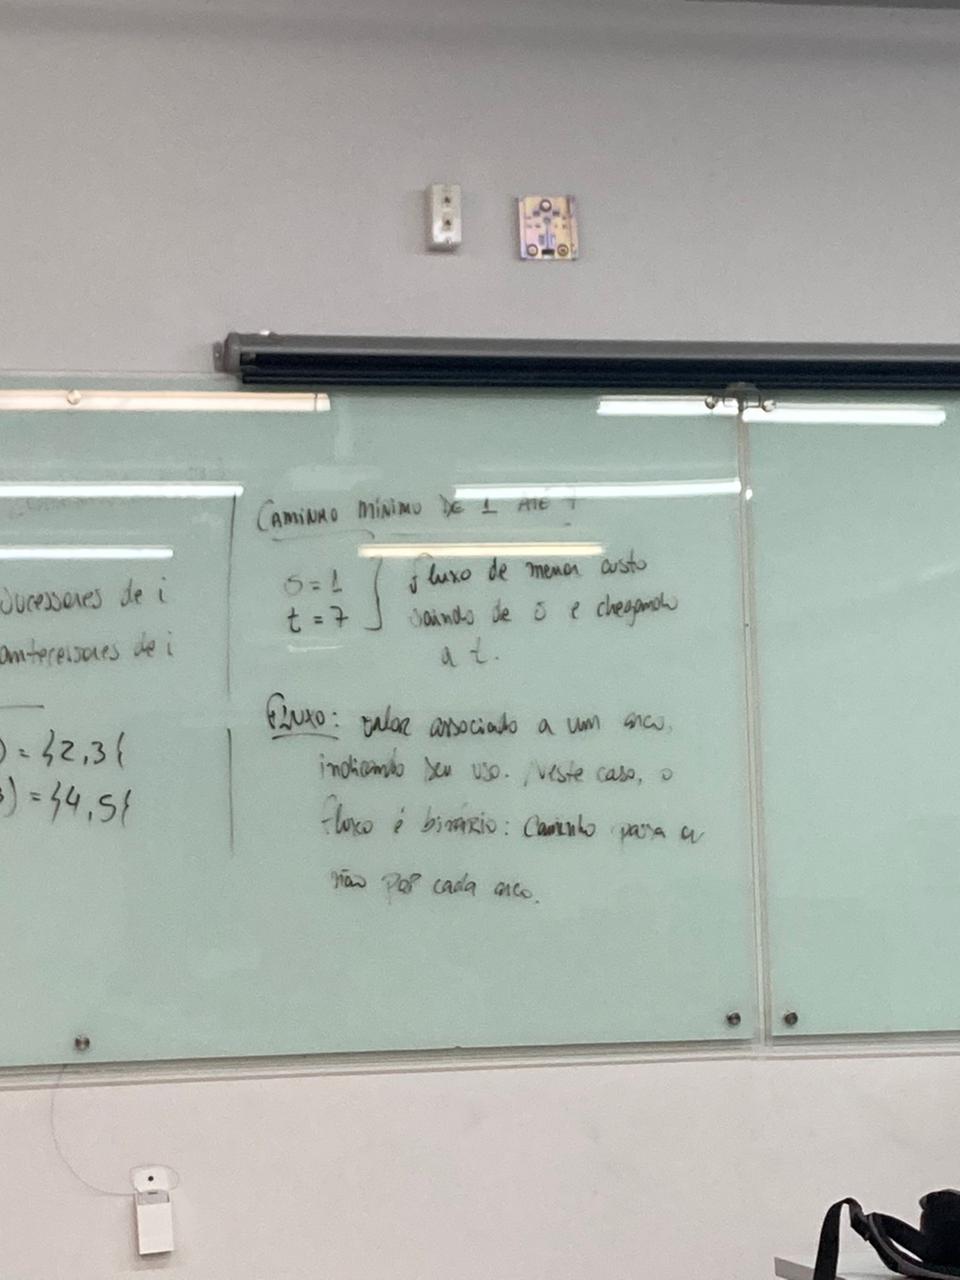 sucessores de i
antecessores de i
) = {2,3{
3) = {4,5{
CAMINHO MÍNIMO DE 1 ATÉ 7
s = 1
t = 7
fluxo de menor custo
saindo de s e chegando
a t.
FLUXO: valor associado a um arco,
indicando seu uso. Neste caso, o
fluxo é binário: Caminho passa ou
não por cada arco.